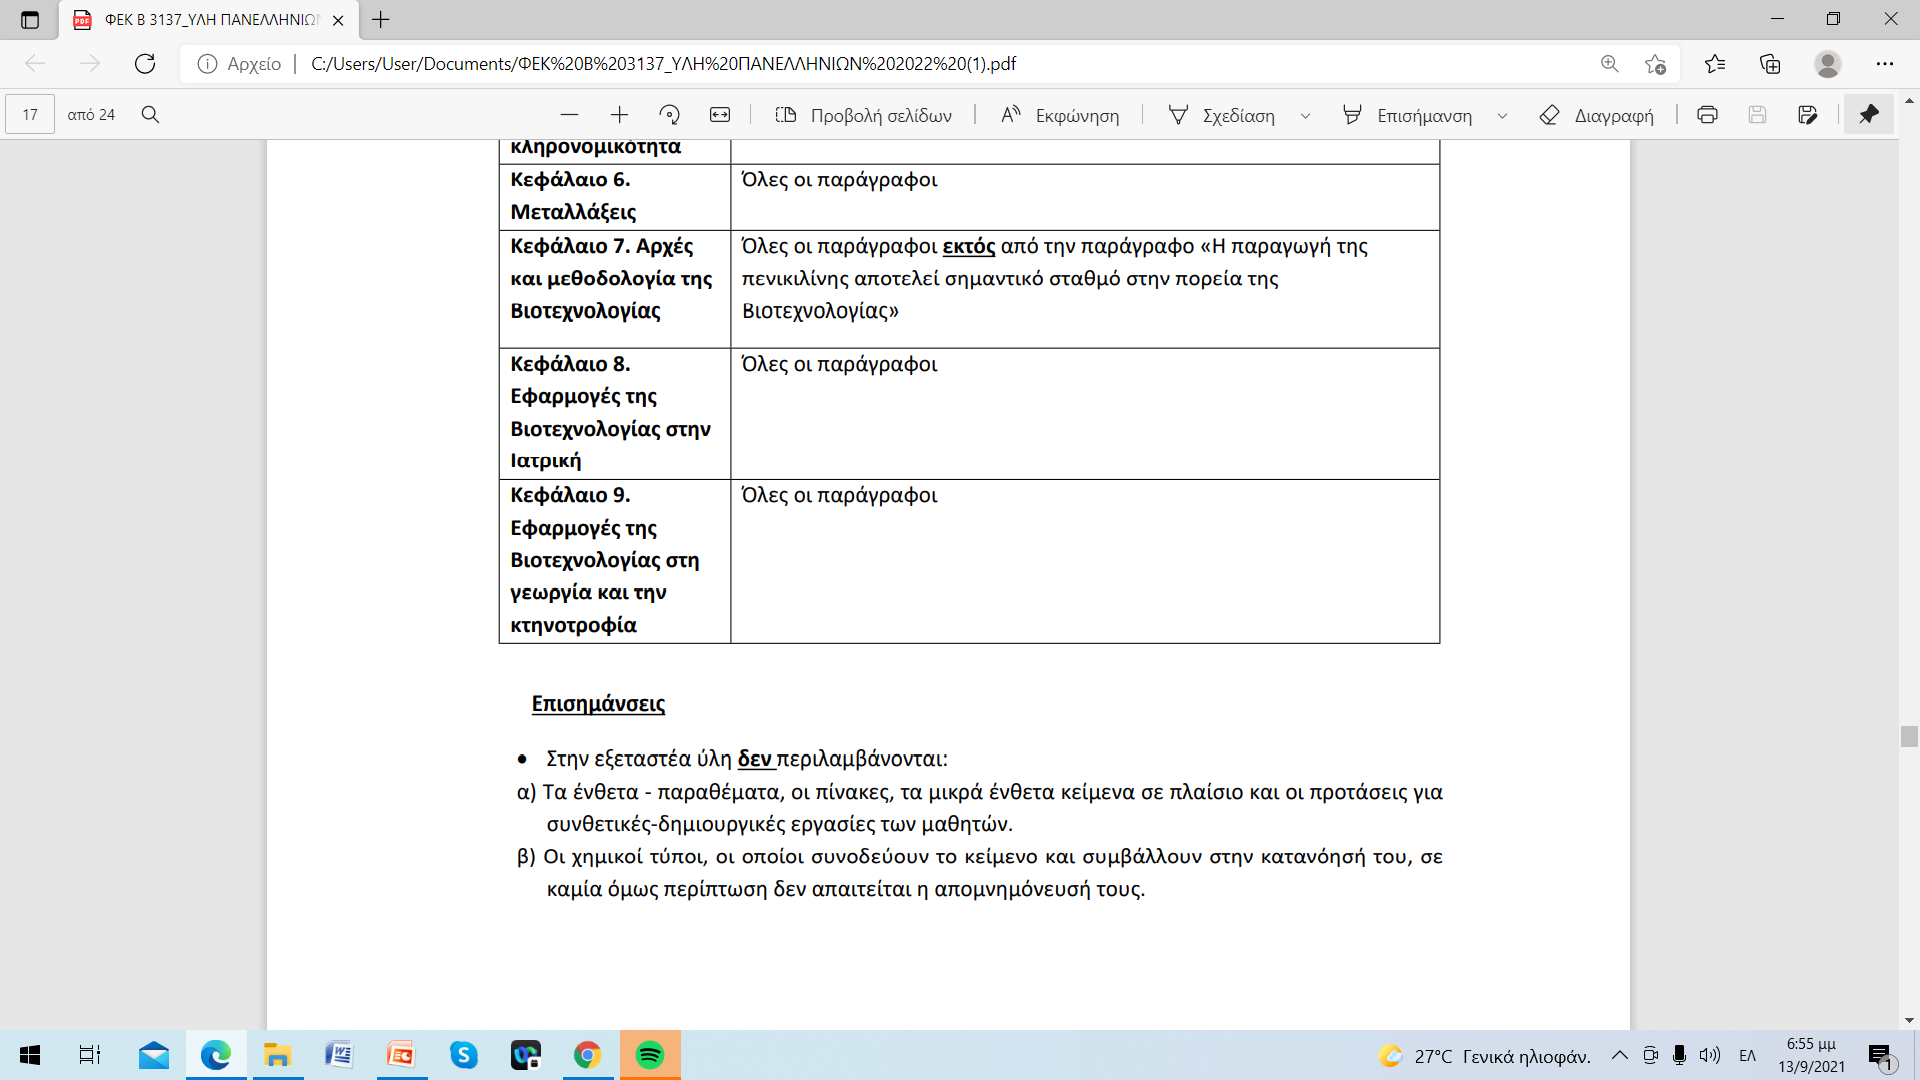 ΦΕΚ Β 3137_ΥΛΗ ΠΑΝΕΛΛΗΝΙΩΝ
Αρχείο
C:/Users/User/Documents/ΦΕΚ%20Β%203137_ΥΛΗ%20ΠΑΝΕΛΛΗΝΙΩΝ%202022%20(1).pdf
17 από 24
Προβολή σελίδων
Εκφώνηση
Σχεδίαση
Επισήμανση
Διαγραφή
κληρονομικότητα
Κεφάλαιο 6. Όλες οι παράγραφοι
Μεταλλάξεις
Κεφάλαιο 7. Αρχές Όλες οι παράγραφοι εκτός από την παράγραφο «Η παραγωγή της
και μεθοδολογία της πενικιλίνης αποτελεί σημαντικό σταθμό στην πορεία της
Βιοτεχνολογίας Βιοτεχνολογίας»
Κεφάλαιο 8. Όλες οι παράγραφοι
Εφαρμογές της
Βιοτεχνολογίας στην
Ιατρική
Κεφάλαιο 9. Όλες οι παράγραφοι
Εφαρμογές της
Βιοτεχνολογίας στη
γεωργία και την
κτηνοτροφία
Επισημάνσεις
• Στην εξεταστέα ύλη δεν περιλαμβάνονται:
α) Τα ένθετα - παραθέματα, οι πίνακες, τα μικρά ένθετα κείμενα σε πλαίσιο και οι προτάσεις για
συνθετικές-δημιουργικές εργασίες των μαθητών.
β) Οι χημικοί τύποι, οι οποίοι συνοδεύουν το κείμενο και συμβάλλουν στην κατανόησή του, σε
καμία όμως περίπτωση δεν απαιτείται η απομνημόνευσή τους.
27°C Γενικά ηλιοφάν.
ΕΛ
6:55 μμ
13/9/2021
1